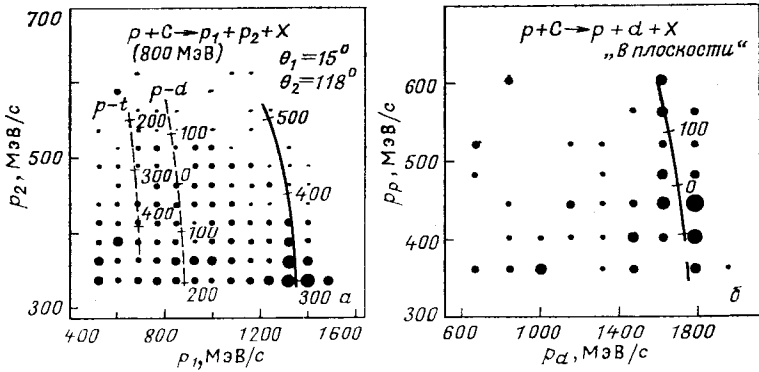 p+C→p₁+p₂+X
(800 МэВ)
θ₁=15°
θ₂=118°
p-t
p-d
200
100
500
300
0
400
400
100
200
300 а
700
500
300
p₂, МэВ/с
400
800
1200
1600
p₁, МэВ/с
p+C→p+d+X
„в плоскости“
100
0
б
600
500
400
300
pₚ, МэВ/с
600
1000
1400
1800
p_d, МэВ/с